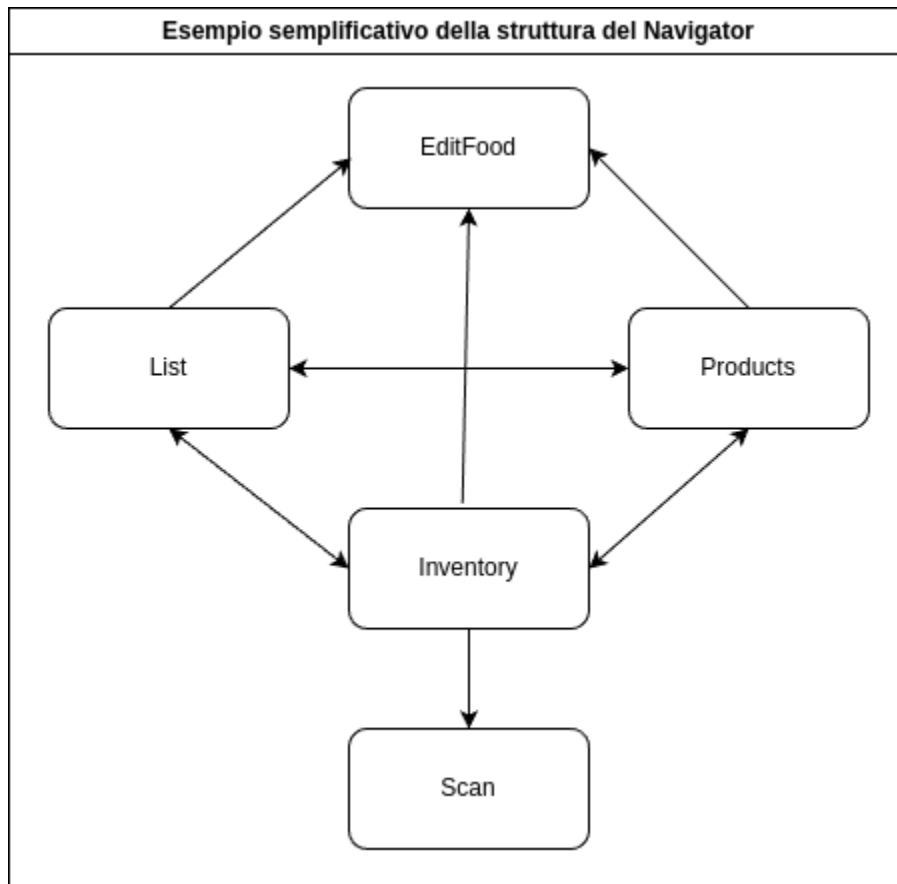 Esempio semplificativo della struttura del Navigator
EditFood
List
Products
Inventory
Scan